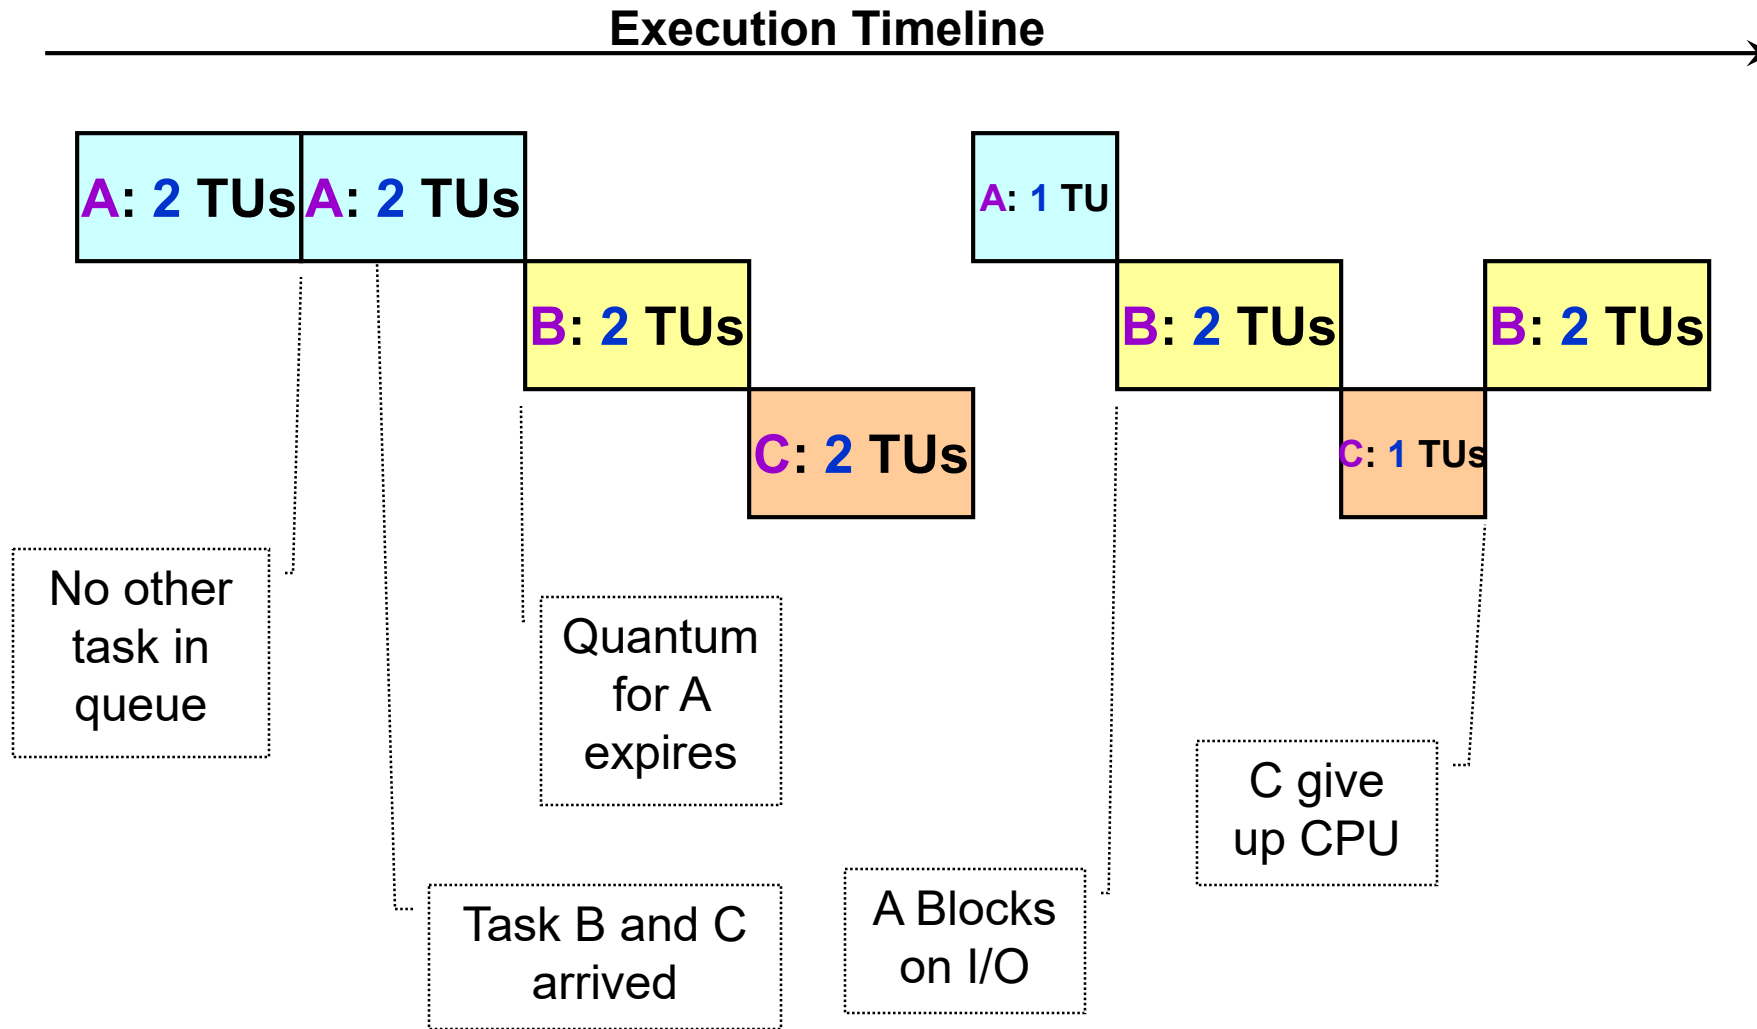 Execution Timeline
A: 2 TUs
A: 2 TUs
A: 1 TU
B: 2 TUs
B: 2 TUs
B: 2 TUs
C: 2 TUs
C: 1 TUs
No other
task in
queue
Quantum
for A
expires
C give
up CPU
Task B and C
arrived
A Blocks
on I/O